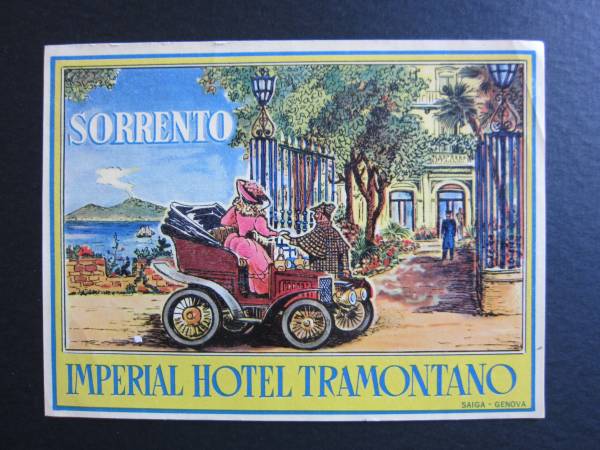 SORRENTO
IMPERIAL HOTEL TRAMONTANO
SAIGA - GENOVA